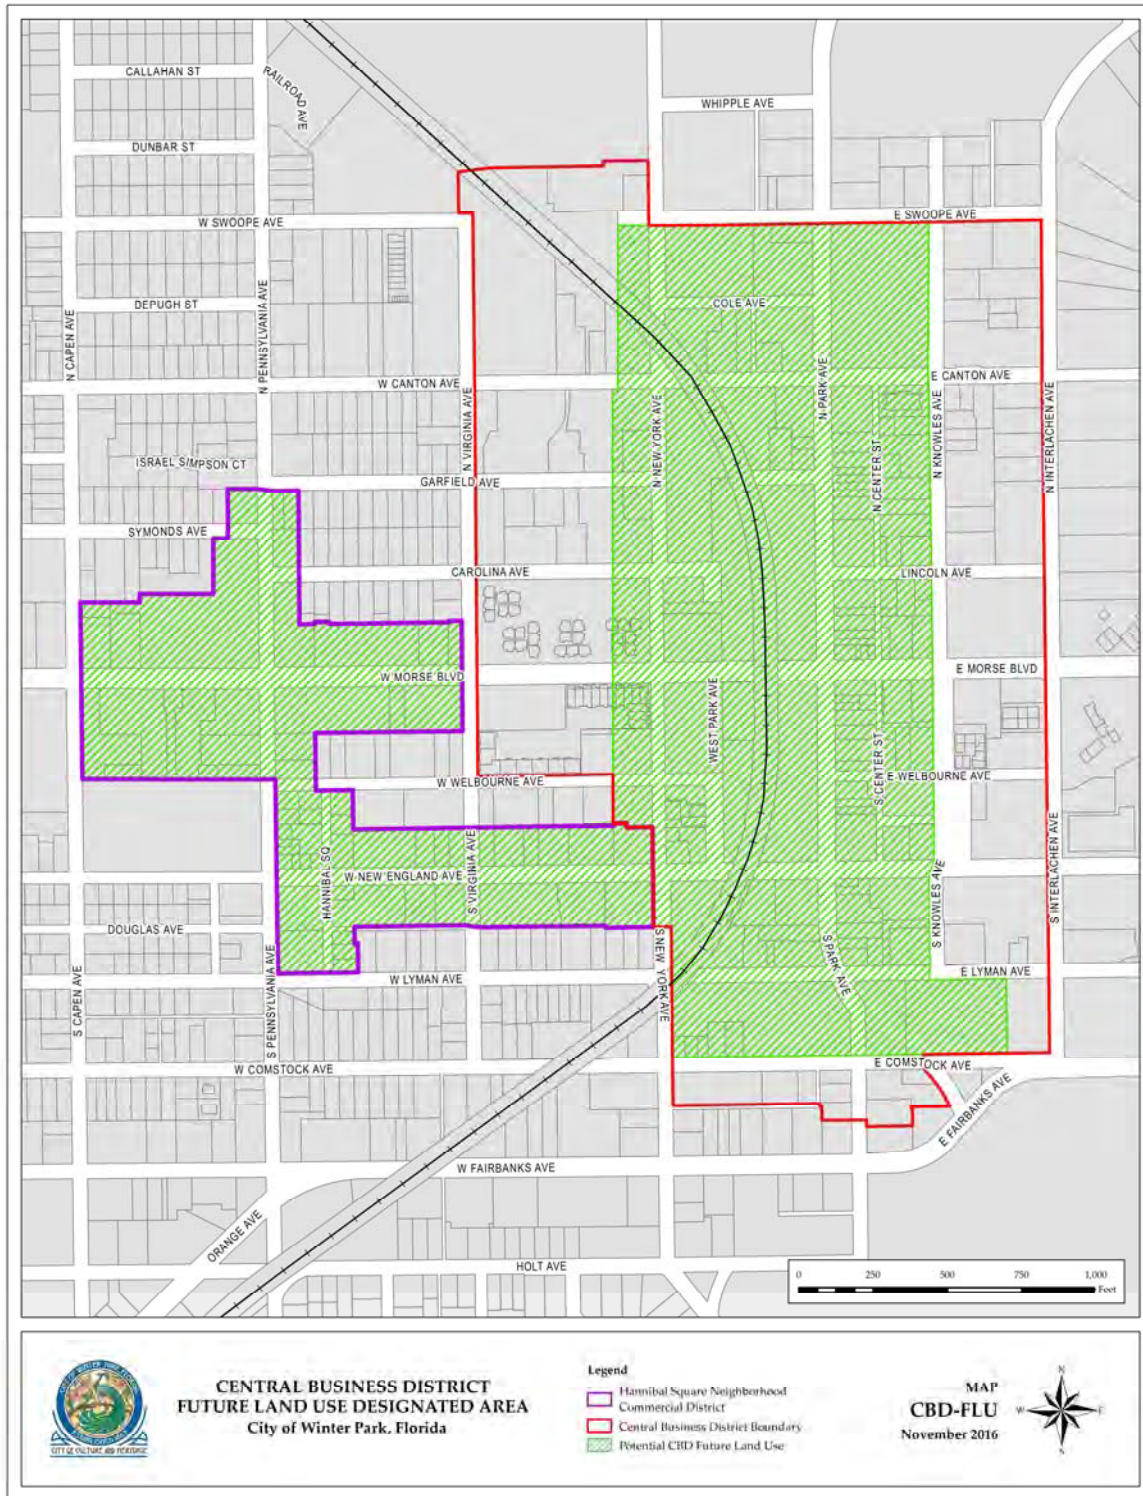 CALLAHAN ST
RAILROAD AVE
WHIPPLE AVE
DUNBAR ST
W SWOOPE AVE
E SWOOPE AVE
DEPUGH ST
COLE AVE
N CAPEN AVE
N PENNSYLVANIA AVE
W CANTON AVE
E CANTON AVE
N VIRGINIA AVE
N NEW YORK AVE
N PARK AVE
N CENTER ST
N KNOWLES AVE
N INTERLACHEN AVE
ISRAEL SIMPSON CT
GARFIELD AVE
SYMONDS AVE
CAROLINA AVE
LINCOLN AVE
W MORSE BLVD
E MORSE BLVD
WEST PARK AVE
S CENTER ST
W WELBOURNE AVE
E WELBOURNE AVE
HANNIBAL SQ
W NEW ENGLAND AVE
S VIRGINIA AVE
S KNOWLES AVE
S INTERLACHEN AVE
DOUGLAS AVE
S CAPEN AVE
S PENNSYLVANIA AVE
W LYMAN AVE
S NEW YORK AVE
S PARK AVE
E LYMAN AVE
W COMSTOCK AVE
E COMSTOCK AVE
E FAIRBANKS AVE
W FAIRBANKS AVE
ORANGE AVE
HOLT AVE
0 250 500 750 1,000
Feet
CENTRAL BUSINESS DISTRICT
FUTURE LAND USE DESIGNATED AREA
City of Winter Park, Florida
Legend
Hannibal Square Neighborhood
Commercial District
Central Business District Boundary
Potential CBD Future Land Use
MAP
CBD-FLU
November 2016
N
W E
S
CITY OF CULTURE AND HERITAGE